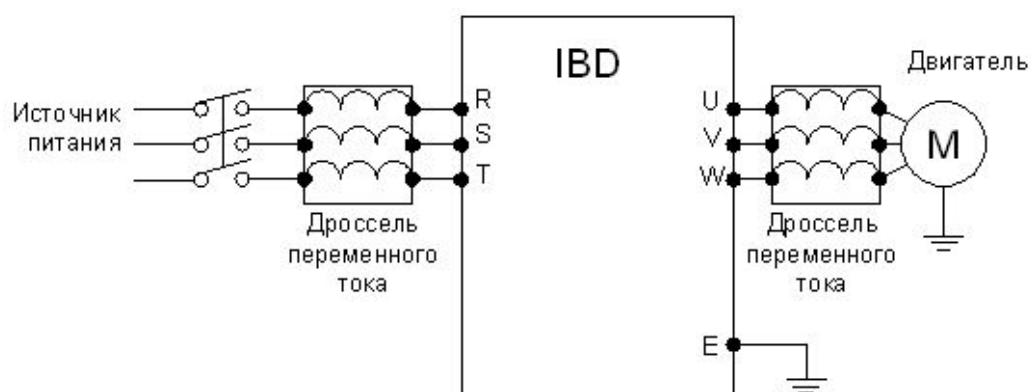 IBD
Двигатель
Источник
питания
R
S
T
U
V
W
M
Дроссель
переменного
тока
Дроссель
переменного
тока
E